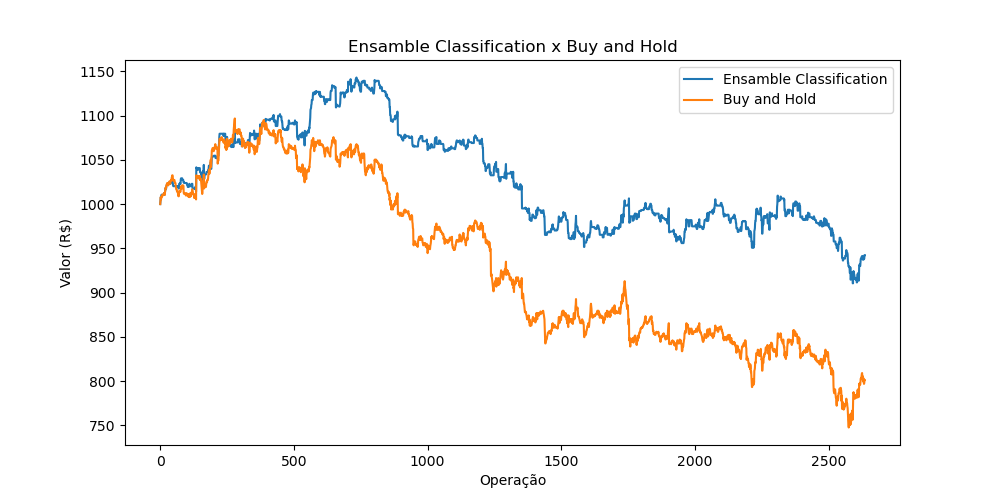 Ensamble Classification x Buy and Hold
Ensamble Classification
Buy and Hold
Valor (R$)
1150
1100
1050
1000
950
900
850
800
750
0 500 1000 1500 2000 2500
Operação